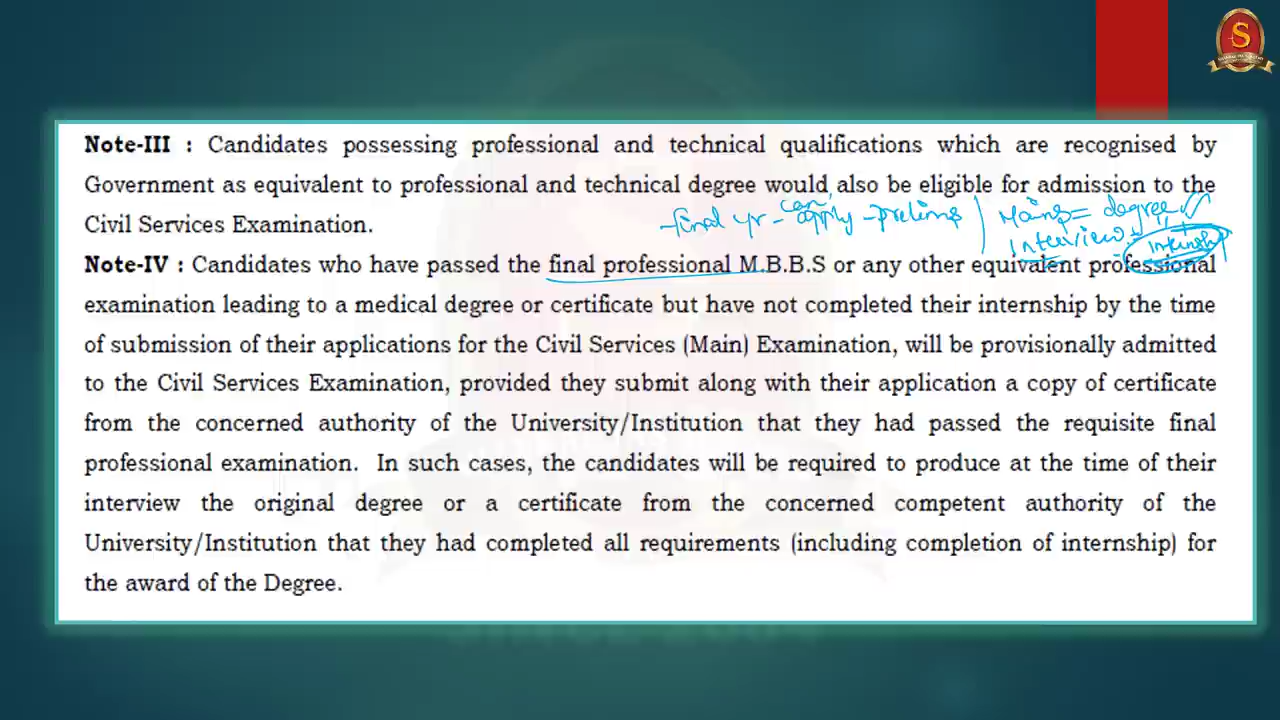 S
Note-III : Candidates possessing professional and technical qualifications which are recognised by
Government as equivalent to professional and technical degree would also be eligible for admission to the
Civil Services Examination.
- final yr - can apply - prelims
Mains = degree
Interview -
internship
Note-IV : Candidates who have passed the final professional M.B.B.S or any other equivalent professional
examination leading to a medical degree or certificate but have not completed their internship by the time
of submission of their applications for the Civil Services (Main) Examination, will be provisionally admitted
to the Civil Services Examination, provided they submit along with their application a copy of certificate
from the concerned authority of the University/Institution that they had passed the requisite final
professional examination. In such cases, the candidates will be required to produce at the time of their
interview the original degree or a certificate from the concerned competent authority of the
University/Institution that they had completed all requirements (including completion of internship) for
the award of the Degree.